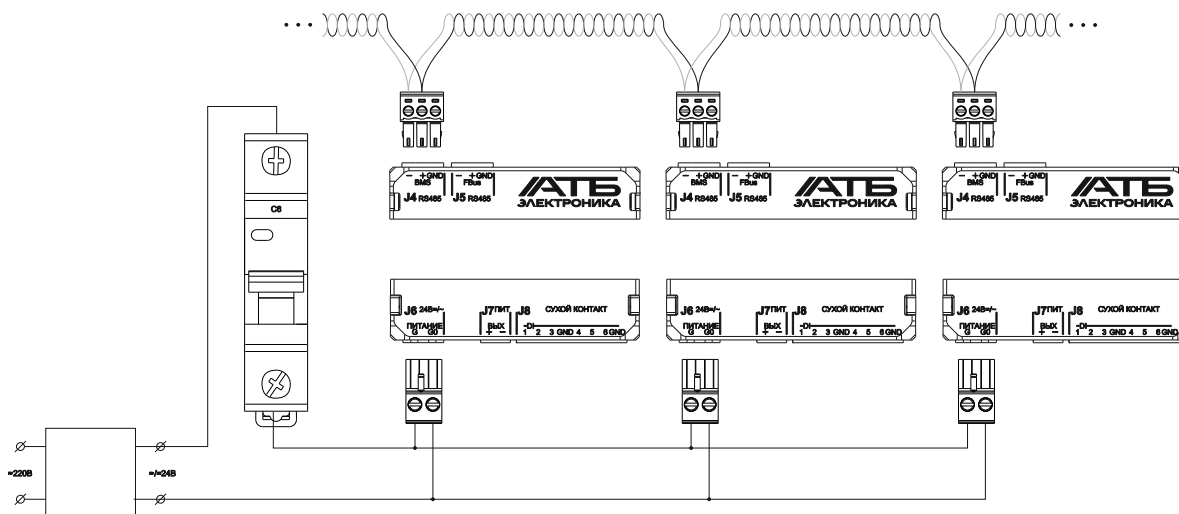 C6
− +GND − +GND
BMS FBus
J4 RS485 J5 RS485
АТБ
ЭЛЕКТРОНИКА
− +GND − +GND
BMS FBus
J4 RS485 J5 RS485
АТБ
ЭЛЕКТРОНИКА
− +GND − +GND
BMS FBus
J4 RS485 J5 RS485
АТБ
ЭЛЕКТРОНИКА
J6 24В=/~ J7 ПИТ J8 СУХОЙ КОНТАКТ
ПИТАНИЕ ВЫХ -DI
G G0 + − 1 2 3 GND 4 5 6 GND
J6 24В=/~ J7 ПИТ J8 СУХОЙ КОНТАКТ
ПИТАНИЕ ВЫХ -DI
G G0 + − 1 2 3 GND 4 5 6 GND
J6 24В=/~ J7 ПИТ J8 СУХОЙ КОНТАКТ
ПИТАНИЕ ВЫХ -DI
G G0 + − 1 2 3 GND 4 5 6 GND
≈220В
≈/=24В